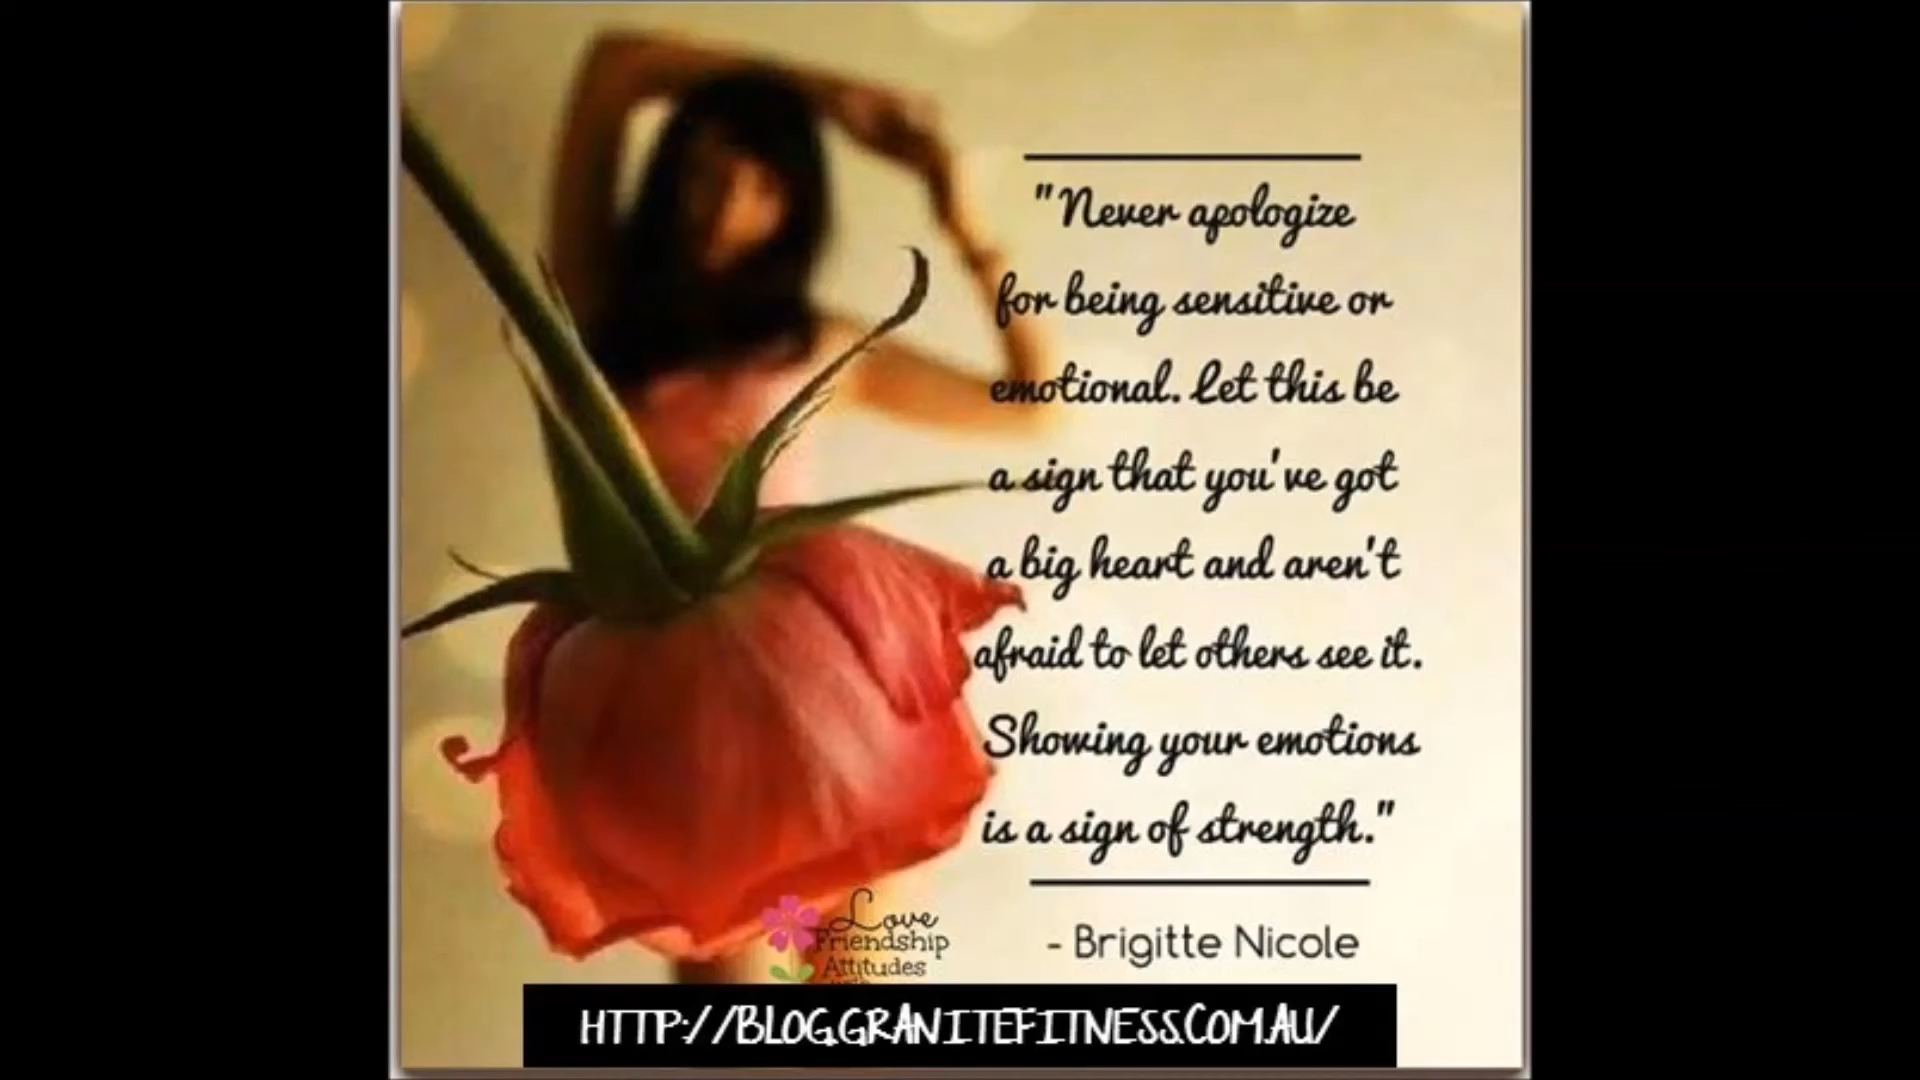 "Never apologize
for being sensitive or
emotional. Let this be
a sign that you've got
a big heart and aren't
afraid to let others see it.
Showing your emotions
is a sign of strength."
- Brigitte Nicole
Love
Friendship
Attitudes
HTTP://BLOG.GRANITEFITNESS.COM.AU/